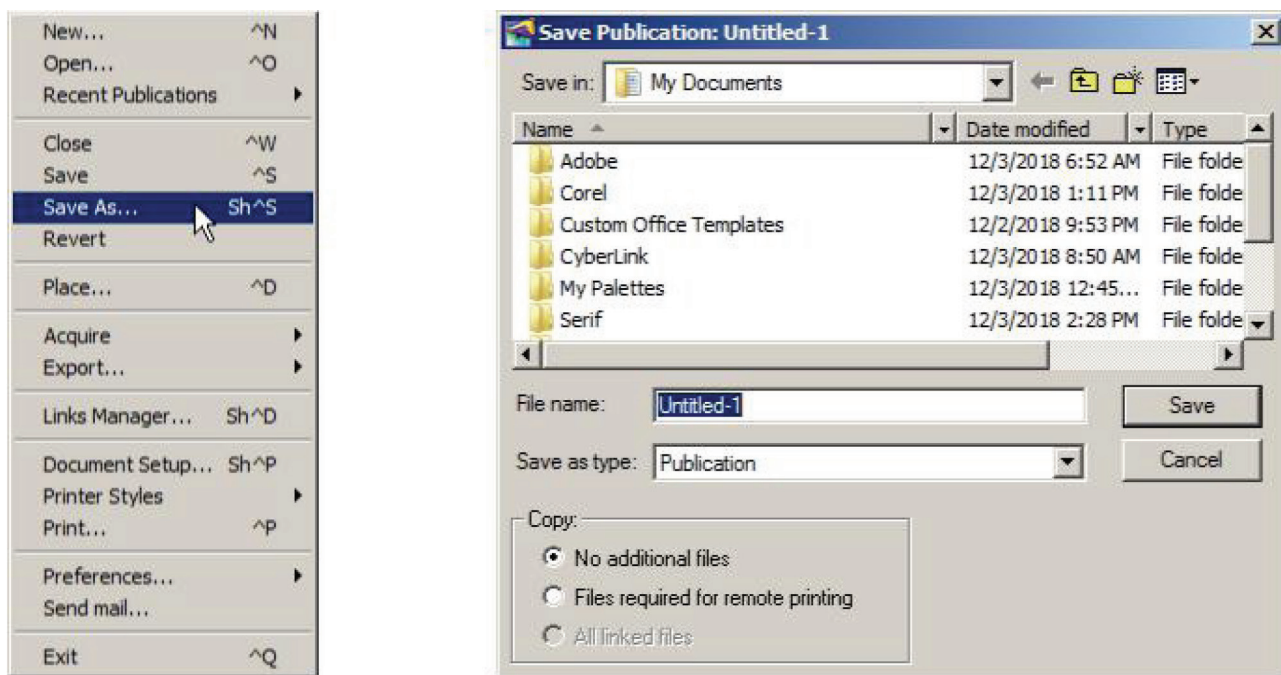 New... ^N
Open... ^O
Recent Publications
Close ^W
Save ^S
Save As... Sh^S
Revert
Place... ^D
Acquire
Export...
Links Manager... Sh^D
Document Setup... Sh^P
Printer Styles
Print... ^P
Preferences...
Send mail...
Exit ^Q
Save Publication: Untitled-1
Save in: My Documents
Name Date modified Type
Adobe 12/3/2018 6:52 AM File folde
Corel 12/3/2018 1:11 PM File folde
Custom Office Templates 12/2/2018 9:53 PM File folde
CyberLink 12/3/2018 8:50 AM File folde
My Palettes 12/3/2018 12:45... File folde
Serif 12/3/2018 2:28 PM File folde
File name: Untitled-1 Save
Save as type: Publication Cancel
Copy:
No additional files
Files required for remote printing
All linked files